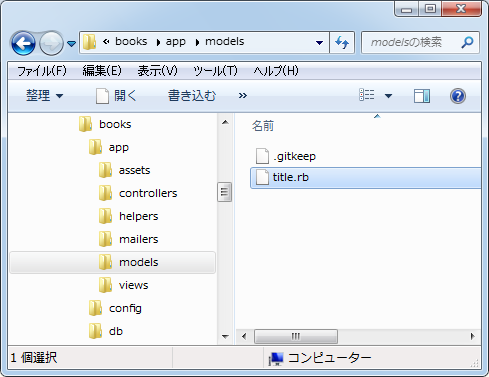 « books ▸ app ▸ models
modelsの検索
ファイル(F) 編集(E) 表示(V) ツール(T) ヘルプ(H)
整理 開く 書き込む »
books
app
assets
controllers
helpers
mailers
models
views
config
db
名前
.gitkeep
title.rb
1 個選択
コンピューター